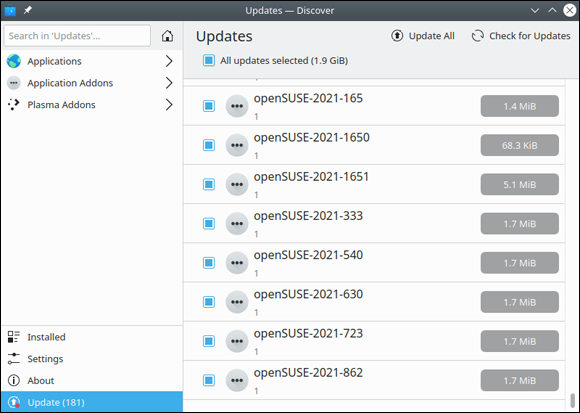 Updates — Discover
Search in 'Updates'...
Applications
Application Addons
Plasma Addons
Installed
Settings
About
Update (181)
Updates
Update All
Check for Updates
All updates selected (1.9 GiB)
openSUSE-2021-165
1
1.4 MiB
openSUSE-2021-1650
1
68.3 KiB
openSUSE-2021-1651
1
5.1 MiB
openSUSE-2021-333
1
1.7 MiB
openSUSE-2021-540
1
1.7 MiB
openSUSE-2021-630
1
1.7 MiB
openSUSE-2021-723
1
1.7 MiB
openSUSE-2021-862
1
1.7 MiB